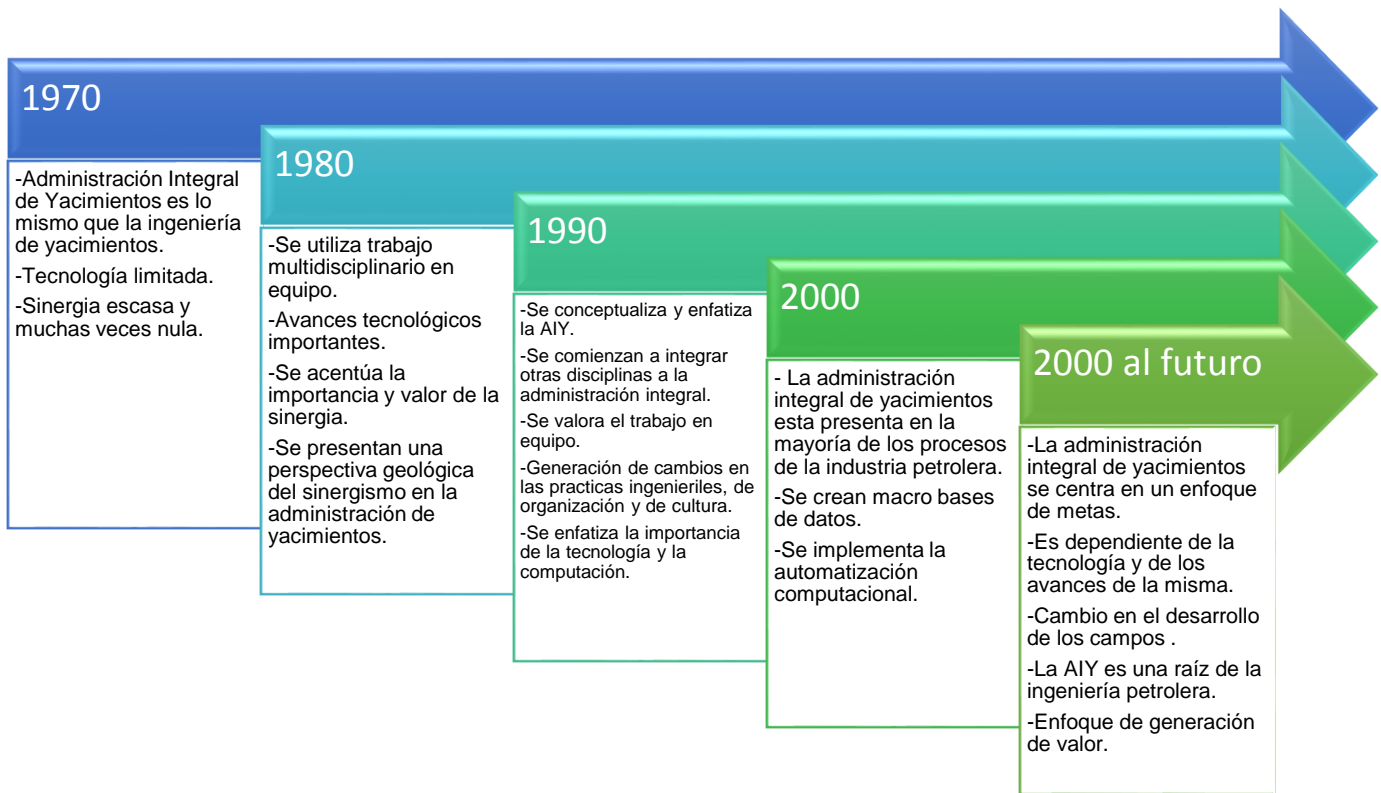 1970
-Administración Integral
de Yacimientos es lo
mismo que la ingeniería
de yacimientos.
-Tecnología limitada.
-Sinergia escasa y
muchas veces nula.
1980
-Se utiliza trabajo
multidisciplinario en
equipo.
-Avances tecnológicos
importantes.
-Se acentúa la
importancia y valor de la
sinergia.
-Se presentan una
perspectiva geológica
del sinergismo en la
administración de
yacimientos.
1990
-Se conceptualiza y enfatiza
la AIY.
-Se comienzan a integrar
otras disciplinas a la
administración integral.
-Se valora el trabajo en
equipo.
-Generación de cambios en
las practicas ingenieriles, de
organización y de cultura.
-Se enfatiza la importancia
de la tecnología y la
computación.
2000
- La administración
integral de yacimientos
esta presenta en la
mayoría de los procesos
de la industria petrolera.
-Se crean macro bases
de datos.
-Se implementa la
automatización
computacional.
2000 al futuro
-La administración
integral de yacimientos
se centra en un enfoque
de metas.
-Es dependiente de la
tecnología y de los
avances de la misma.
-Cambio en el desarrollo
de los campos .
-La AIY es una raíz de la
ingeniería petrolera.
-Enfoque de generación
de valor.